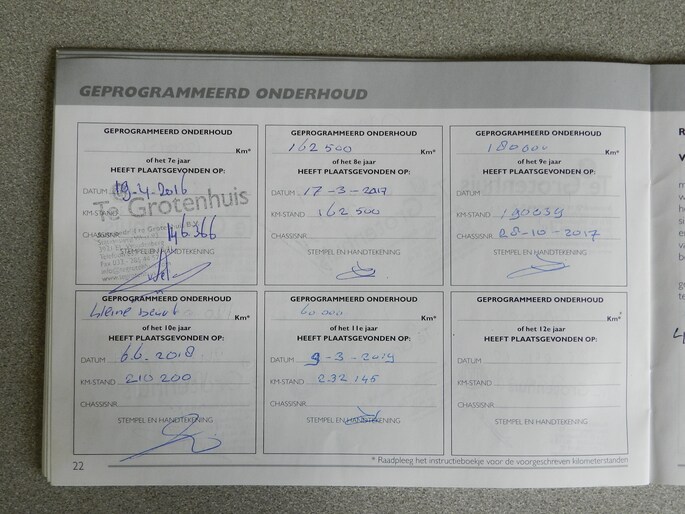 GEPROGRAMMEERD ONDERHOUD
GEPROGRAMMEERD ONDERHOUD
Km*
of het 7e jaar
HEEFT PLAATSGEVONDEN OP:
DATUM 19-4-2016
Te Grotenhuis
KM-STAND
CHASSISNR. 146.366
STEMPEL EN HANDTEKENING
GEPROGRAMMEERD ONDERHOUD
162 500 Km*
of het 8e jaar
HEEFT PLAATSGEVONDEN OP:
DATUM 17-3-2017
KM-STAND 162 500
CHASSISNR.
STEMPEL EN HANDTEKENING
GEPROGRAMMEERD ONDERHOUD
180000 Km*
of het 9e jaar
HEEFT PLAATSGEVONDEN OP:
DATUM
KM-STAND 190039
CHASSISNR. 28-10-2017
STEMPEL EN HANDTEKENING
GEPROGRAMMEERD ONDERHOUD
kleine beurt Km*
of het 10e jaar
HEEFT PLAATSGEVONDEN OP:
DATUM 6.6.2018
KM-STAND 210 200
CHASSISNR.
STEMPEL EN HANDTEKENING
GEPROGRAMMEERD ONDERHOUD
60.000 Km*
of het 11e jaar
HEEFT PLAATSGEVONDEN OP:
DATUM 9-3-2019
KM-STAND 232 145
CHASSISNR.
STEMPEL EN HANDTEKENING
GEPROGRAMMEERD ONDERHOUD
Km*
of het 12e jaar
HEEFT PLAATSGEVONDEN OP:
DATUM
KM-STAND
CHASSISNR.
STEMPEL EN HANDTEKENING
22
* Raadpleeg het instructieboekje voor de voorgeschreven kilometerstanden